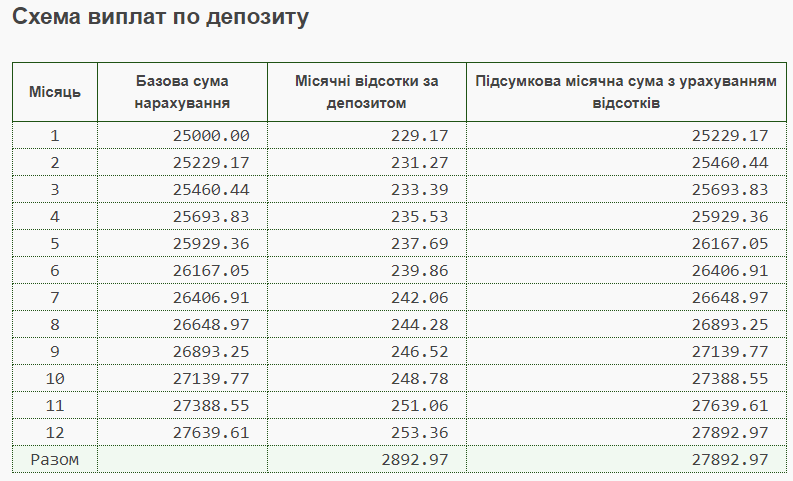 Схема виплат по депозиту
Місяць Базова сума нарахування Місячні відсотки за депозитом Підсумкова місячна сума з урахуванням відсотків
1 25000.00 229.17 25229.17
2 25229.17 231.27 25460.44
3 25460.44 233.39 25693.83
4 25693.83 235.53 25929.36
5 25929.36 237.69 26167.05
6 26167.05 239.86 26406.91
7 26406.91 242.06 26648.97
8 26648.97 244.28 26893.25
9 26893.25 246.52 27139.77
10 27139.77 248.78 27388.55
11 27388.55 251.06 27639.61
12 27639.61 253.36 27892.97
Разом 2892.97 27892.97